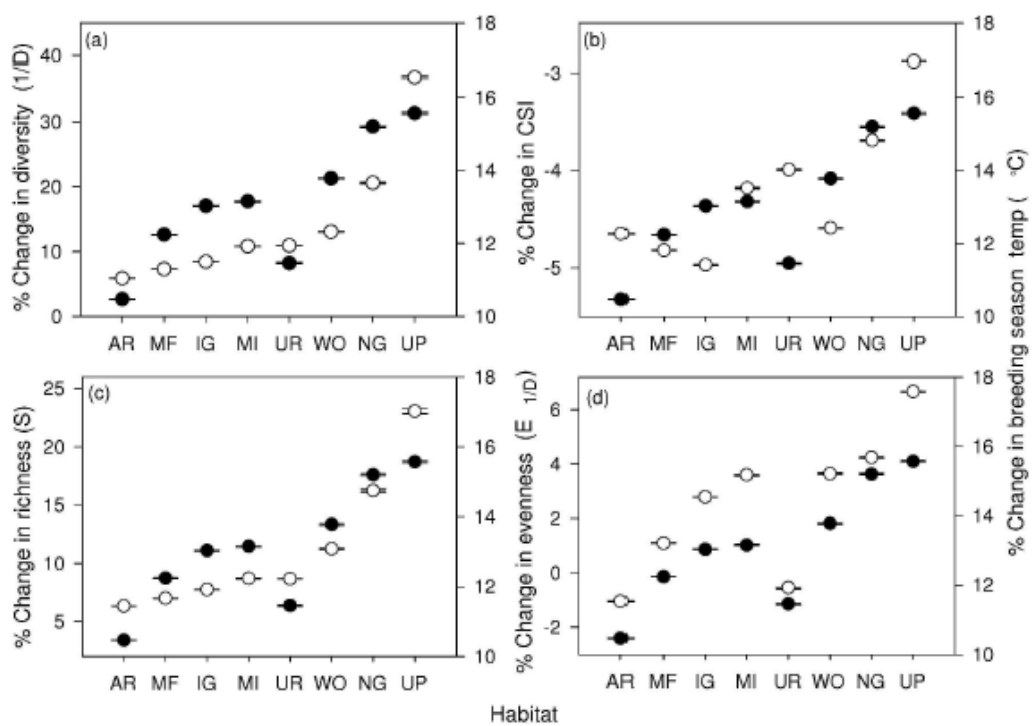 (a)
% Change in diversity (1/D)
40
30
20
10
0
18
16
14
12
10
AR MF IG MI UR WO NG UP
(b)
% Change in CSI
-3
-4
-5
18
16
14
12
10
AR MF IG MI UR WO NG UP
(c)
% Change in richness (S)
25
20
15
10
5
18
16
14
12
10
AR MF IG MI UR WO NG UP
(d)
% Change in evenness (E 1/D)
6
4
2
0
-2
18
16
14
12
10
AR MF IG MI UR WO NG UP
% Change in breeding season temp ( °C)
Habitat